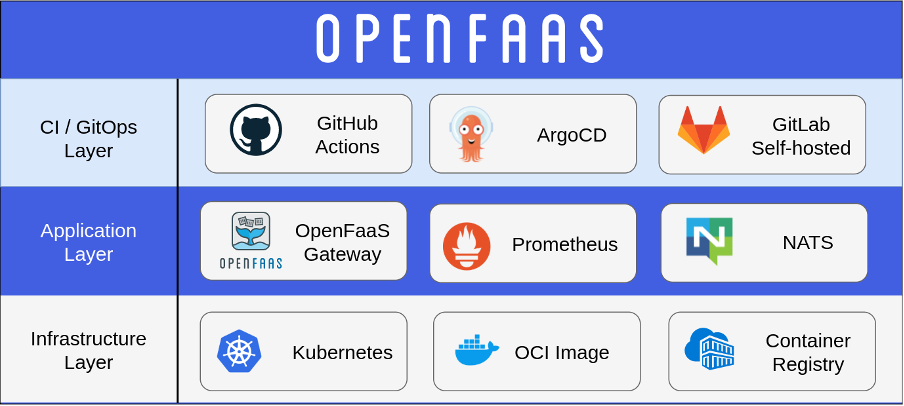 OPENFAAS
CI / GitOps
Layer
GitHub
Actions
ArgoCD
GitLab
Self-hosted
Application
Layer
OPENFAAS
OpenFaaS
Gateway
Prometheus
N
NATS
Infrastructure
Layer
Kubernetes
OCI Image
Container
Registry